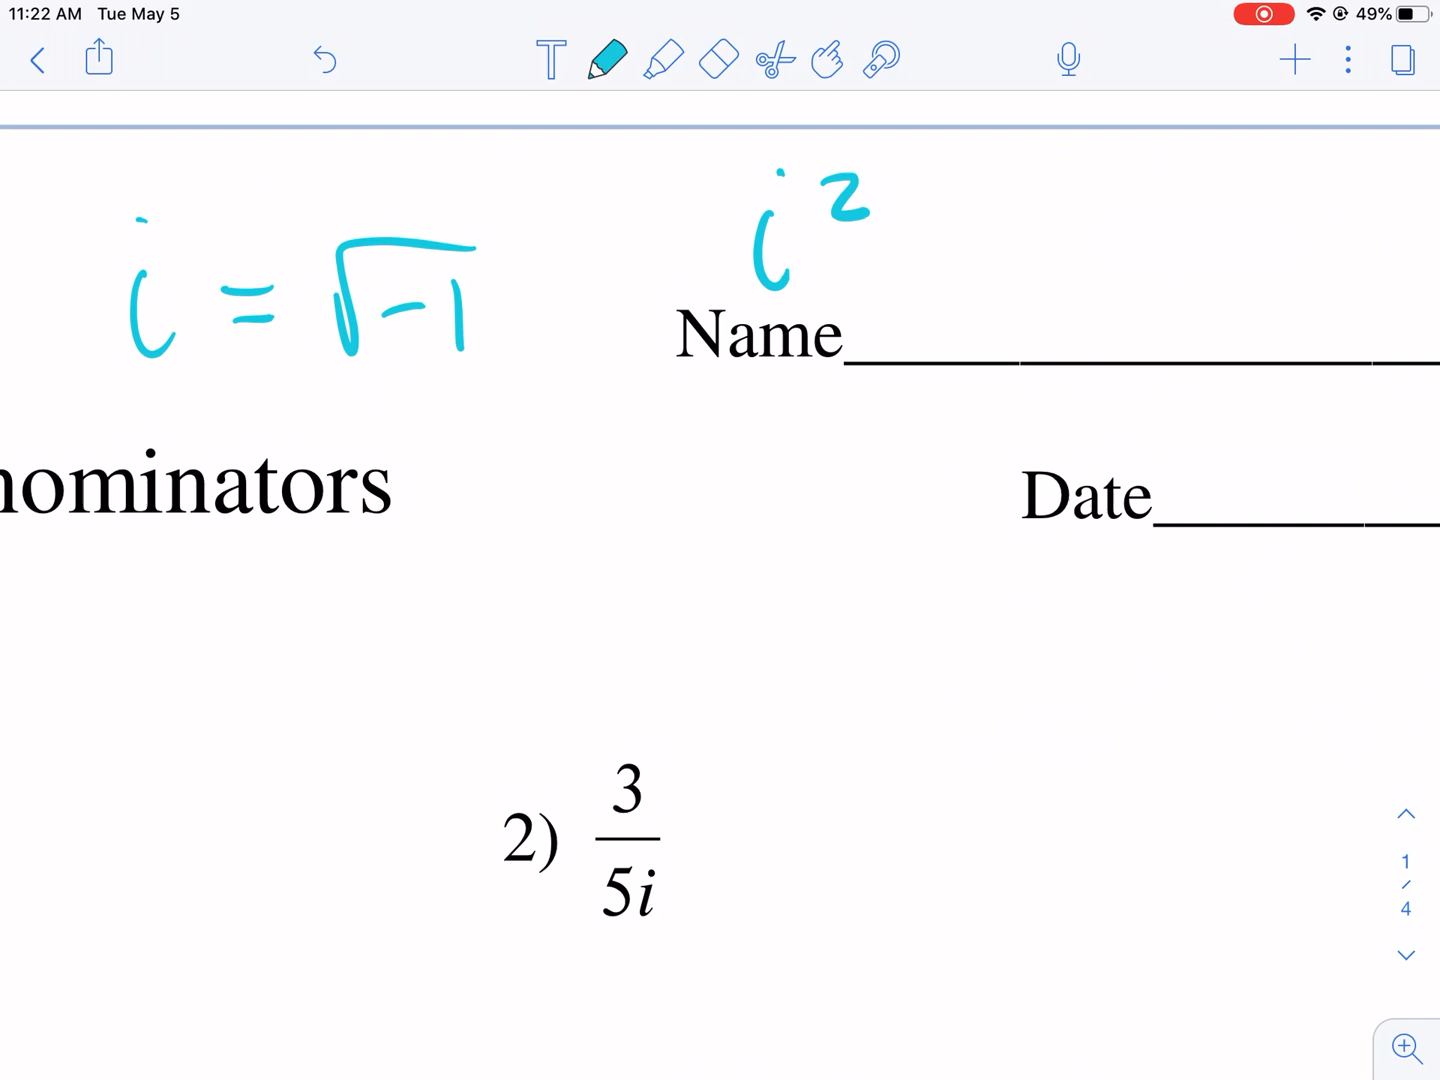 11:22 AM Tue May 5
49%
T
i = √-1
i²
Name
nominators
Date
2) 3/5i
1/4